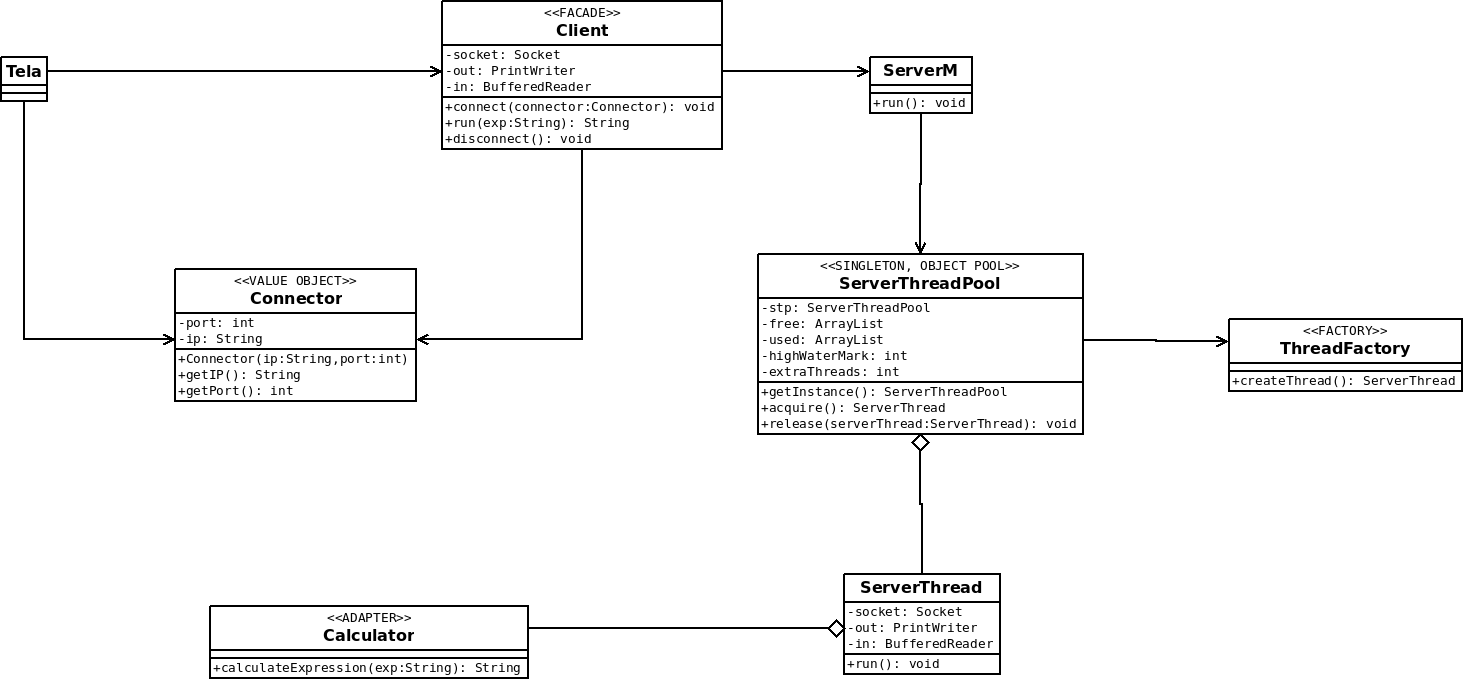 <<FACADE>>
Client
-socket: Socket
-out: PrintWriter
-in: BufferedReader
+connect(connector:Connector): void
+run(exp:String): String
+disconnect(): void
Tela
ServerM
+run(): void
<<VALUE OBJECT>>
Connector
-port: int
-ip: String
+Connector(ip:String,port:int)
+getIP(): String
+getPort(): int
<<SINGLETON, OBJECT POOL>>
ServerThreadPool
-stp: ServerThreadPool
-free: ArrayList
-used: ArrayList
-highWaterMark: int
-extraThreads: int
+getInstance(): ServerThreadPool
+acquire(): ServerThread
+release(serverThread:ServerThread): void
<<FACTORY>>
ThreadFactory
+createThread(): ServerThread
<<ADAPTER>>
Calculator
+calculateExpression(exp:String): String
ServerThread
-socket: Socket
-out: PrintWriter
-in: BufferedReader
+run(): void